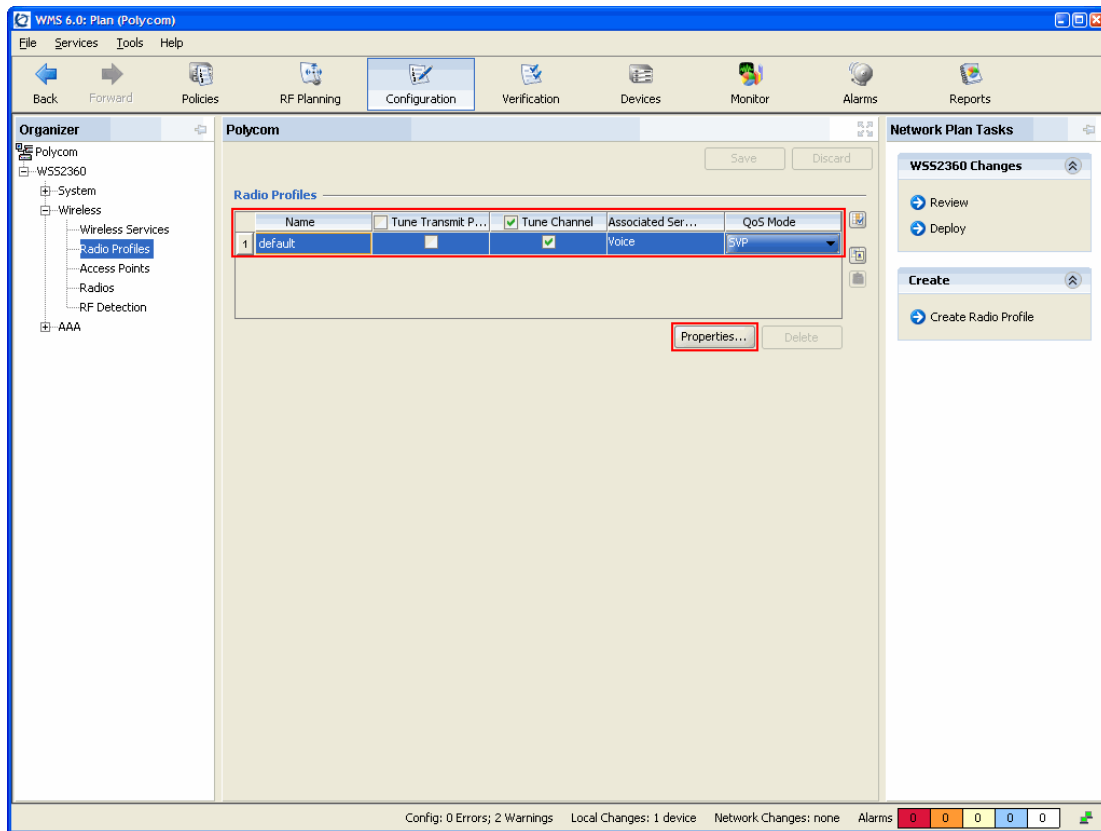 WMS 6.0: Plan (Polycom)
File Services Tools Help
Back Forward Policies RF Planning Configuration Verification Devices Monitor Alarms Reports
Organizer
Polycom
WSS2360
System
Wireless
Wireless Services
Radio Profiles
Access Points
Radios
RF Detection
AAA
Polycom
Save Discard
Radio Profiles
Name Tune Transmit P... Tune Channel Associated Ser... QoS Mode
1 default Voice SVP
Properties... Delete
Network Plan Tasks
WSS2360 Changes
Review
Deploy
Create
Create Radio Profile
Config: 0 Errors; 2 Warnings Local Changes: 1 device Network Changes: none Alarms 0 0 0 0 0